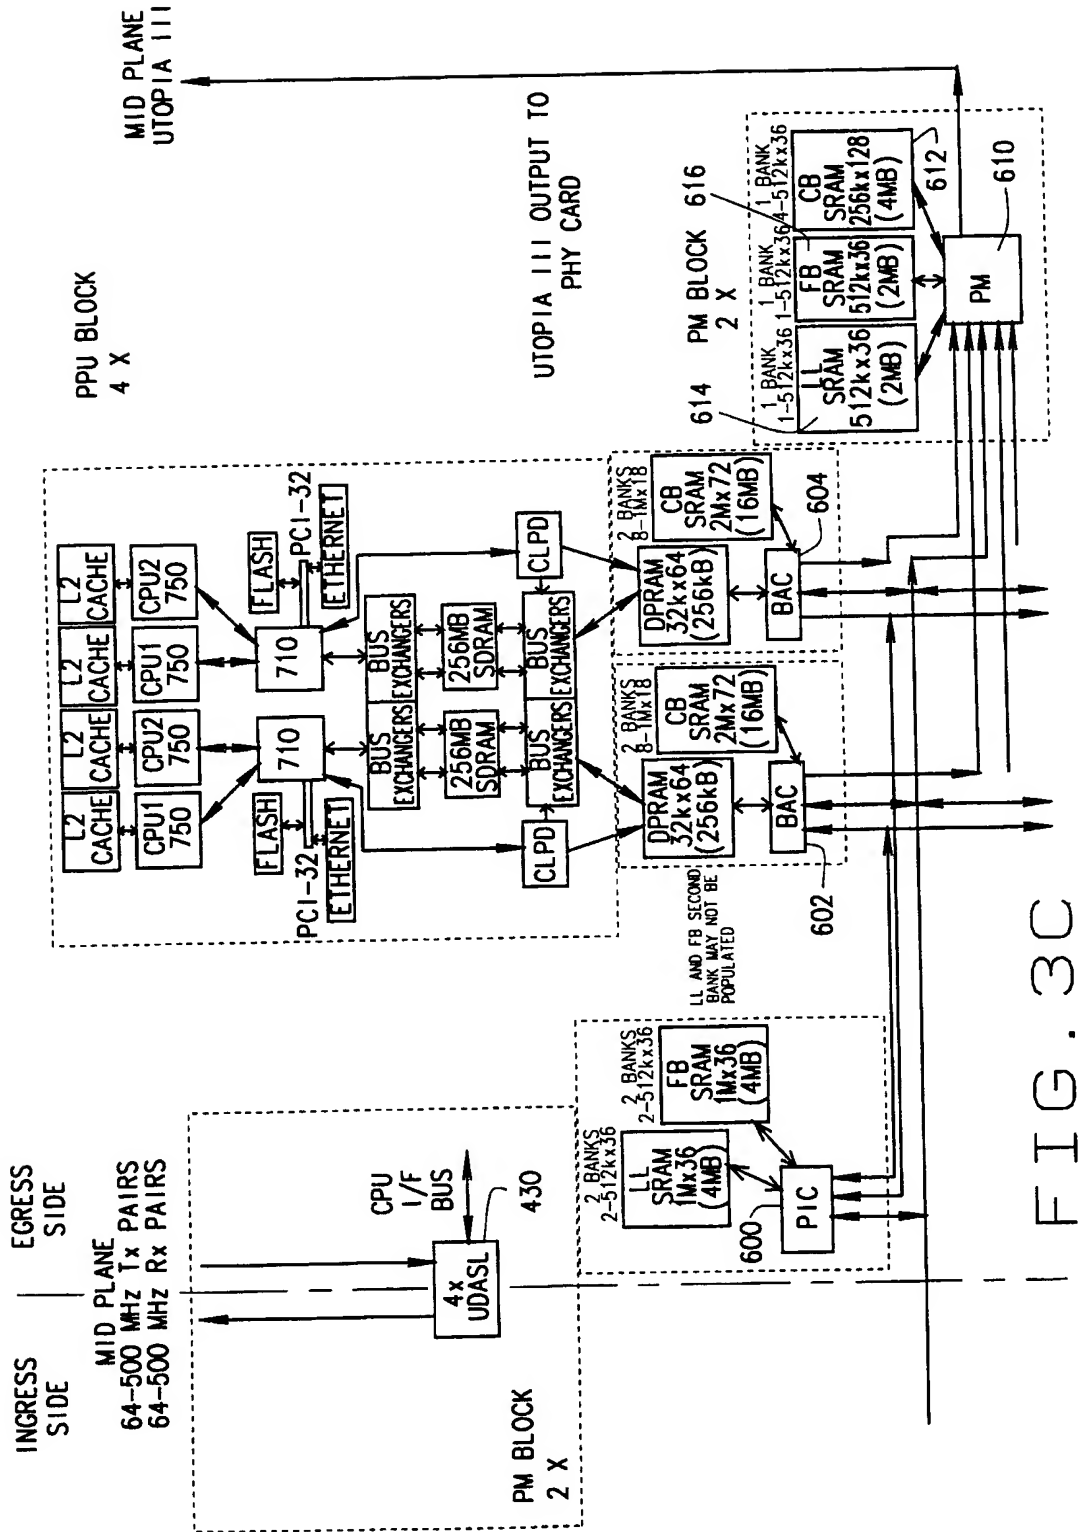 INGRESS
SIDE
EGRESS
SIDE
MID PLANE
64-500 MHz Tx PAIRS
64-500 MHz Rx PAIRS
CPU
I/F
BUS
4x
UDASL
430
PM BLOCK
2 X
PPU BLOCK
4 X
MID PLANE
UTOPIA III
L2
CACHE
L2
CACHE
L2
CACHE
L2
CACHE
CPU1
750
CPU2
750
CPU1
750
CPU2
750
FLASH
PCI-32
ETHERNET
710
710
FLASH
PCI-32
ETHERNET
BUS
EXCHANGERS
BUS
EXCHANGERS
256MB
SDRAM
256MB
SDRAM
CLPD
BUS
EXCHANGERS
BUS
EXCHANGERS
CLPD
UTOPIA III OUTPUT TO
PHY CARD
2 BANKS
2-512kx36
LL
SRAM
1Mx36
(4MB)
2 BANKS
2-512kx36
FB
SRAM
1Mx36
(4MB)
600
PIC
LL AND FB SECOND
BANK MAY NOT BE
POPULATED
DPRAM
32kx64
(256kB)
2 BANKS
8-1Mx18
CB
SRAM
2Mx72
(16MB)
BAC
602
DPRAM
32kx64
(256kB)
2 BANKS
8-1Mx18
CB
SRAM
2Mx72
(16MB)
BAC
604
614
PM BLOCK
2 X
616
1 BANK
1-512kx36
LL
SRAM
512kx36
(2MB)
1 BANK
1-512kx36
FB
SRAM
512kx36
(2MB)
1 BANK
4-512kx36
CB
SRAM
256kx128
(4MB)
612
PM
610
FIG. 3C